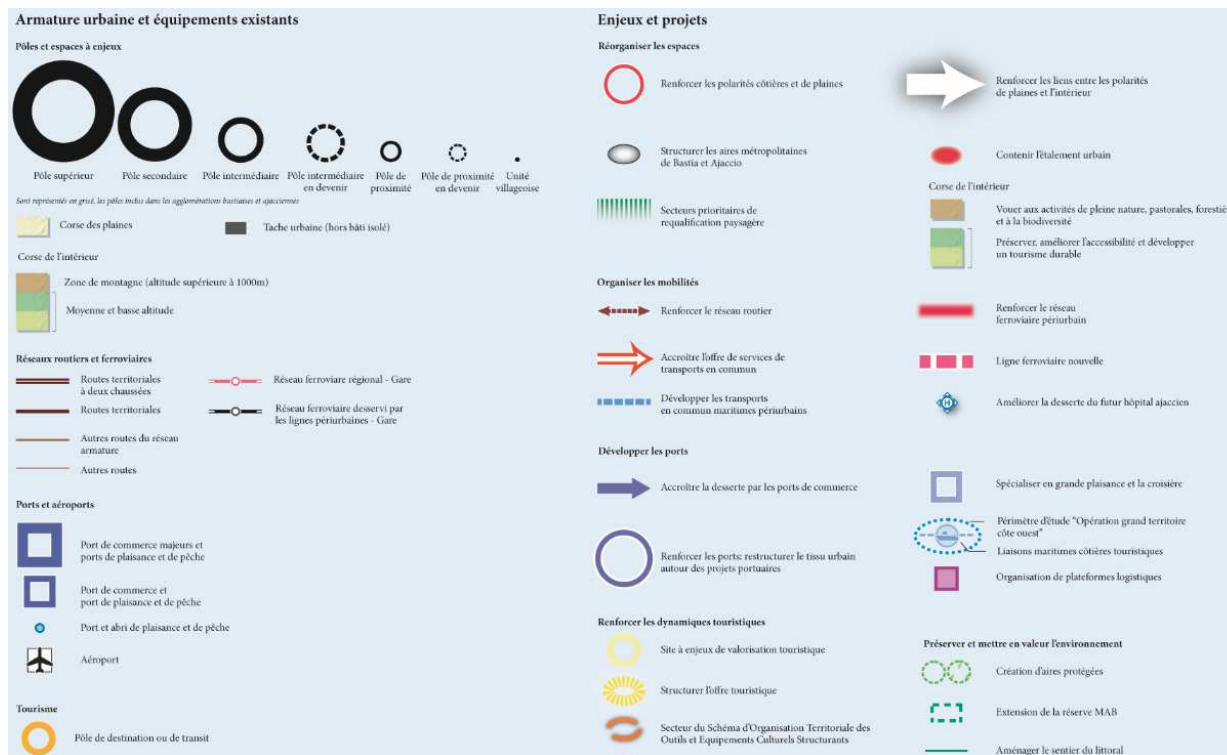 Armature urbaine et équipements existants
Pôles et espaces à enjeux
Pôle supérieur
Pôle secondaire
Pôle intermédiaire
Pôle intermédiaire
en devenir
Pôle de
proximité
Pôle de proximité
en devenir
Unité
villageoise
Sont représentés en grisé, les pôles inclus dans les agglomérations bastiaises et ajacciennes
Corse des plaines
Tache urbaine (hors bâti isolé)
Corse de l'intérieur
Zone de montagne (altitude supérieure à 1000m)
Moyenne et basse altitude
Réseaux routiers et ferroviaires
Routes territoriales
à deux chaussées
Réseau ferroviare régional - Gare
Routes territoriales
Réseau ferroviaire desservi par
les lignes périurbaines - Gare
Autres routes du réseau
armature
Autres routes
Ports et aéroports
Port de commerce majeurs et
ports de plaisance et de pêche
Port de commerce et
port de plaisance et de pêche
Port et abri de plaisance et de pêche
Aéroport
Tourisme
Pôle de destination ou de transit
Enjeux et projets
Réorganiser les espaces
Renforcer les polarités côtières et de plaines
Renforcer les liens entre les polarités
de plaines et l'intérieur
Structurer les aires métropolitaines
de Bastia et Ajaccio
Contenir l'étalement urbain
Secteurs prioritaires de
requalification paysagère
Corse de l'intérieur
Vouer aux activités de pleine nature, pastorales, forestiè
et à la biodiversité
Préserver, améliorer l'accessibilité et développer
un tourisme durable
Organiser les mobilités
Renforcer le réseau routier
Renforcer le réseau
ferroviaire périurbain
Accroître l'offre de services de
transports en commun
Ligne ferroviaire nouvelle
Développer les transports
en commun maritimes périurbains
H
Améliorer la desserte du futur hôpital ajaccien
Développer les ports
Accroître la desserte par les ports de commerce
Spécialiser en grande plaisance et la croisière
Renforcer les ports: restructurer le tissu urbain
autour des projets portuaires
Périmètre d'étude "Opération grand territoire
côte ouest"
Liaisons maritimes côtières touristiques
Organisation de plateformes logistiques
Renforcer les dynamiques touristiques
Site à enjeux de valorisation touristique
Structurer l'offre touristique
Secteur du Schéma d'Organisation Territoriale des
Outils et Equipements Culturels Structurants
Préserver et mettre en valeur l'environnement
Création d'aires protégées
Extension de la réserve MAB
Aménager le sentier du littoral